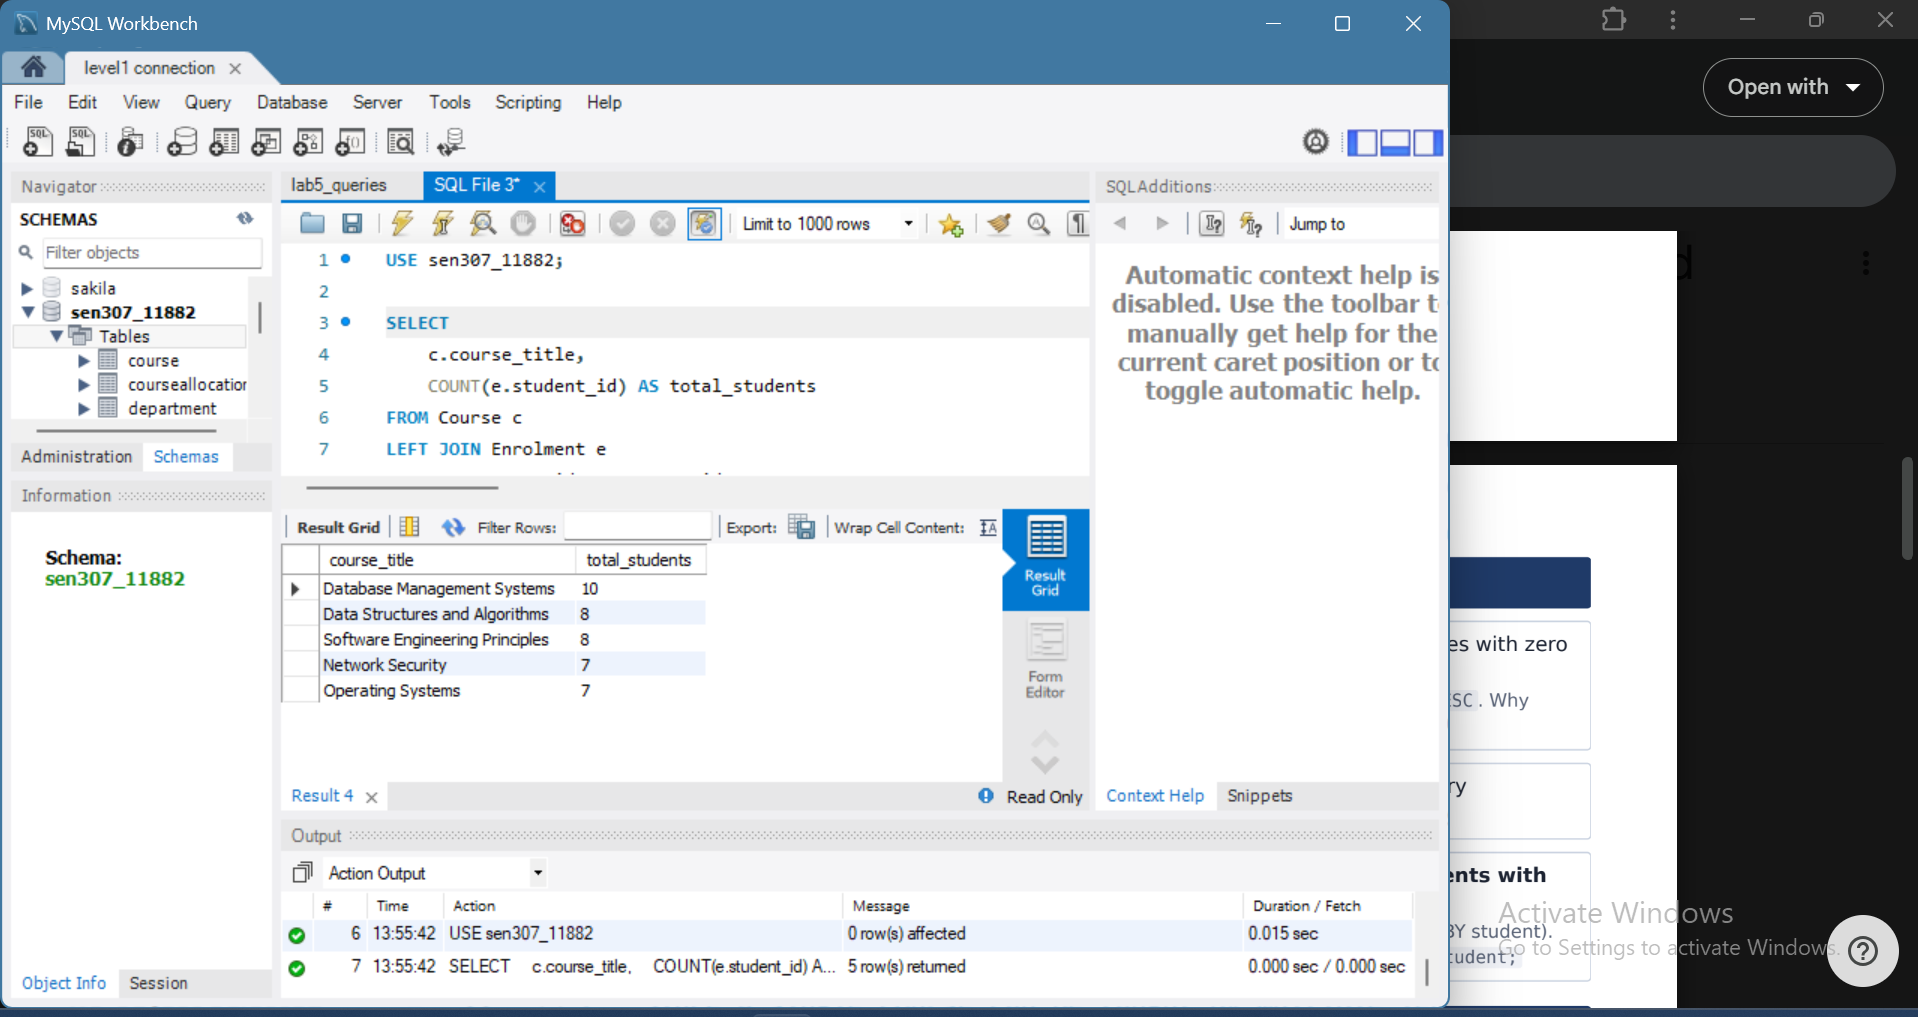 MySQL Workbench
level1 connection
File Edit View Query Database Server Tools Scripting Help
Open with
Navigator
SCHEMAS
Filter objects
sakila
sen307_11882
Tables
course
courseallocation
department
Administration Schemas
Information
Schema:
sen307_11882
Object Info Session
lab5_queries SQL File 3*
Limit to 1000 rows
1 USE sen307_11882;
2
3 SELECT
4 c.course_title,
5 COUNT(e.student_id) AS total_students
6 FROM Course c
7 LEFT JOIN Enrolment e
Result Grid Filter Rows: Export: Wrap Cell Content:
course_title total_students
Database Management Systems 10
Data Structures and Algorithms 8
Software Engineering Principles 8
Network Security 7
Operating Systems 7
Result Grid
Form Editor
Result 4
Read Only
SQLAdditions
Jump to
Automatic context help is
disabled. Use the toolbar to
manually get help for the
current caret position or to
toggle automatic help.
Context Help Snippets
Output
Action Output
# Time Action Message Duration / Fetch
6 13:55:42 USE sen307_11882 0 row(s) affected 0.015 sec
7 13:55:42 SELECT c.course_title, COUNT(e.student_id) A... 5 row(s) returned 0.000 sec / 0.000 sec
d
es with zero
SC. Why
ry
ents with
BY student).
tudent;
Activate Windows
Go to Settings to activate Windows.